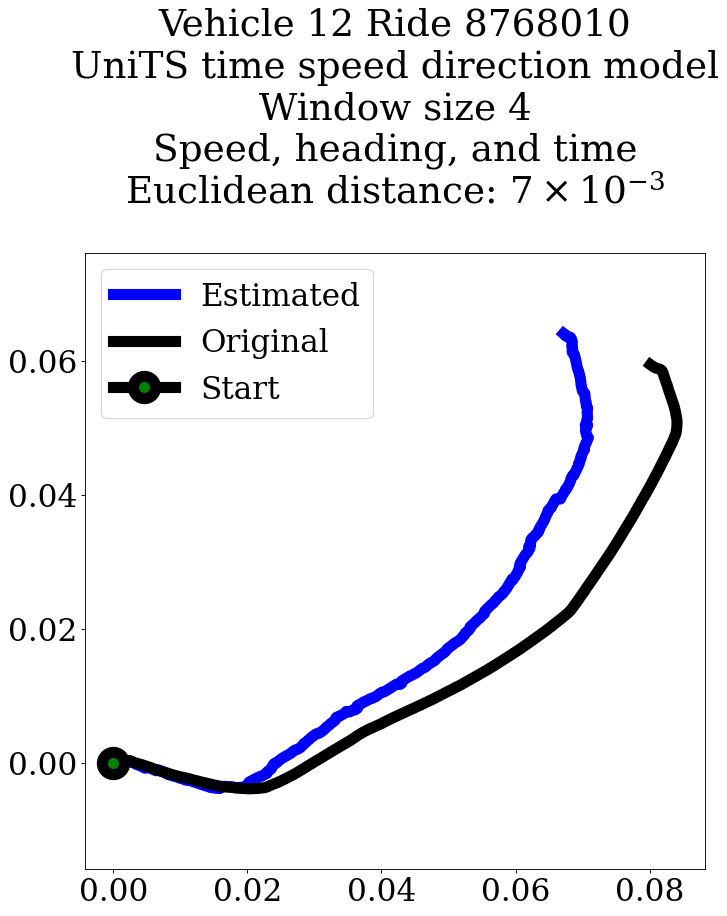 Vehicle 12 Ride 8768010
UniTS time speed direction model
Window size 4
Speed, heading, and time
Euclidean distance: $7 \times 10^{-3}$
Estimated
Original
Start
0.06
0.04
0.02
0.00
0.00 0.02 0.04 0.06 0.08